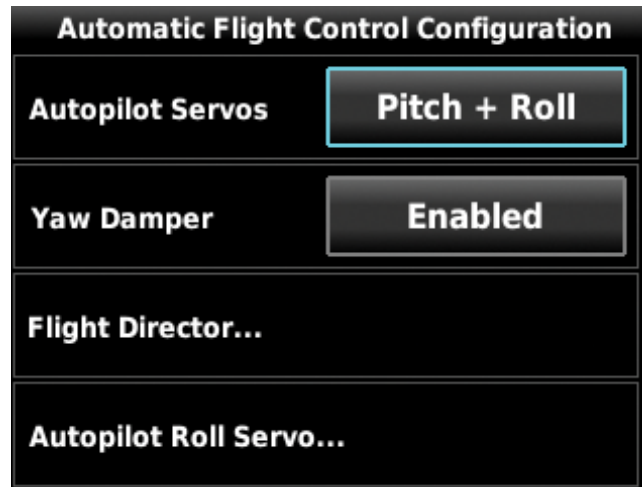 Automatic Flight Control Configuration
Autopilot Servos
Pitch + Roll
Yaw Damper
Enabled
Flight Director...
Autopilot Roll Servo...